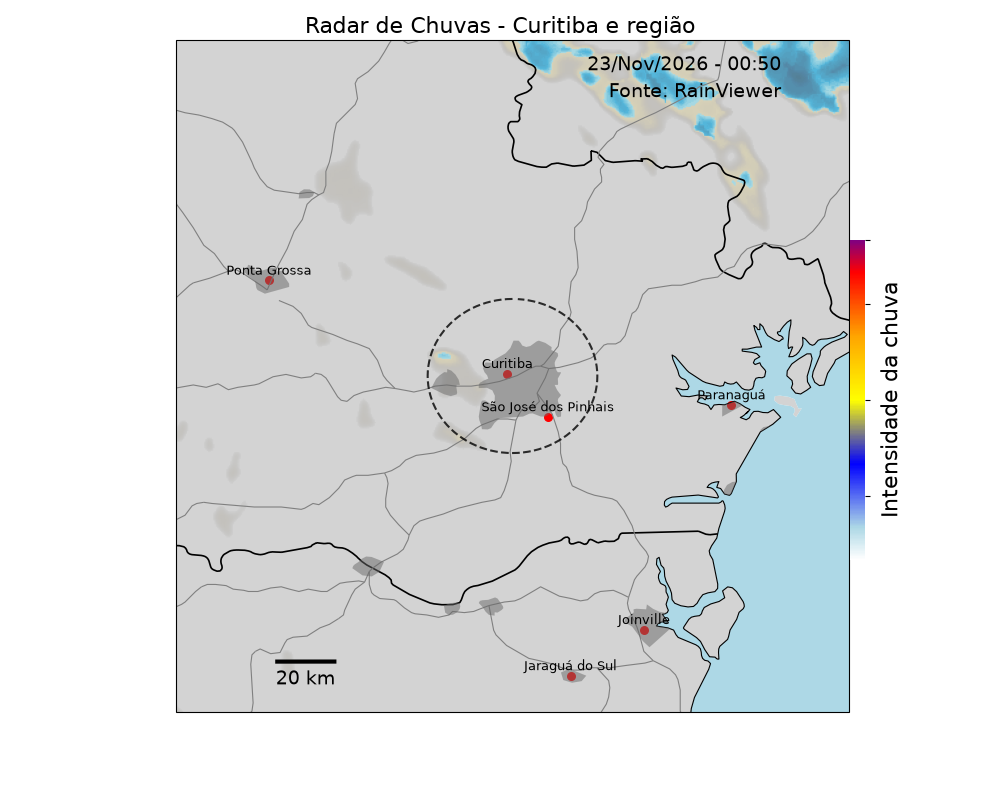 Radar de Chuvas - Curitiba e região
23/Nov/2026 - 00:50
Fonte: RainViewer
Ponta Grossa
Curitiba
São José dos Pinhais
Paranaguá
Intensidade da chuva
Joinville
Jaraguá do Sul
20 km